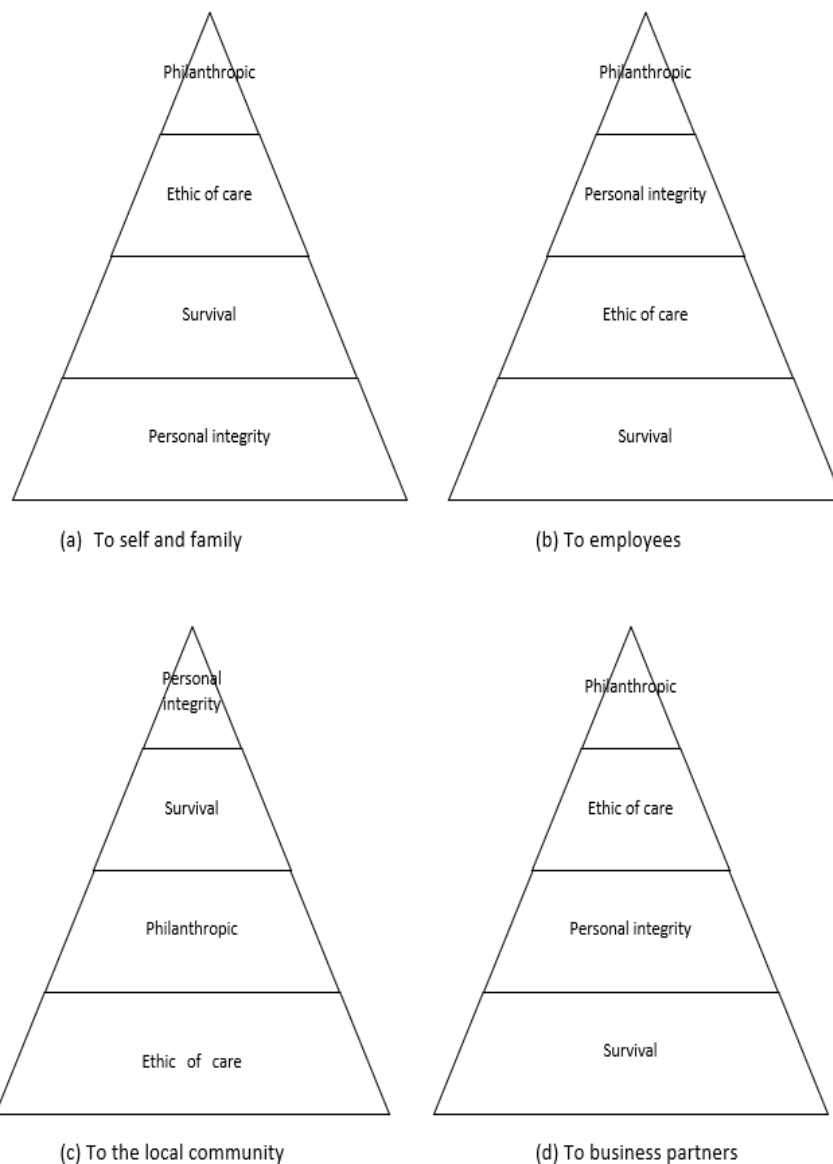 Philanthropic
Ethic of care
Survival
Personal integrity
(a) To self and family
Philanthropic
Personal integrity
Ethic of care
Survival
(b) To employees
Personal
integrity
Survival
Philanthropic
Ethic of care
(c) To the local community
Philanthropic
Ethic of care
Personal integrity
Survival
(d) To business partners